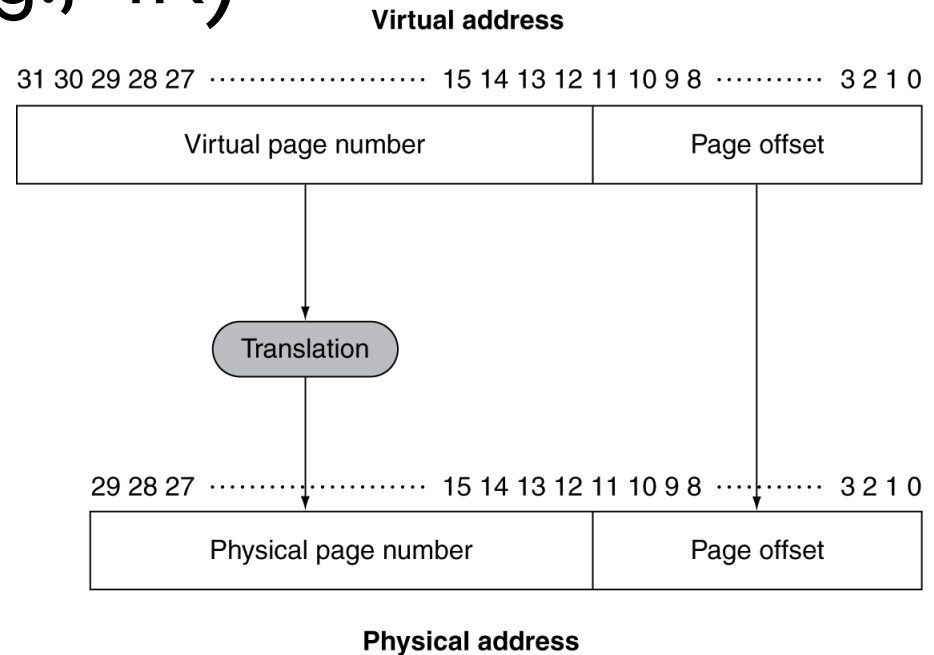 Virtual address
31 30 29 28 27 ····················· 15 14 13 12 11 10 9 8 ··········· 3 2 1 0
Virtual page number Page offset
Translation
29 28 27 ····················· 15 14 13 12 11 10 9 8 ··········· 3 2 1 0
Physical page number Page offset
Physical address